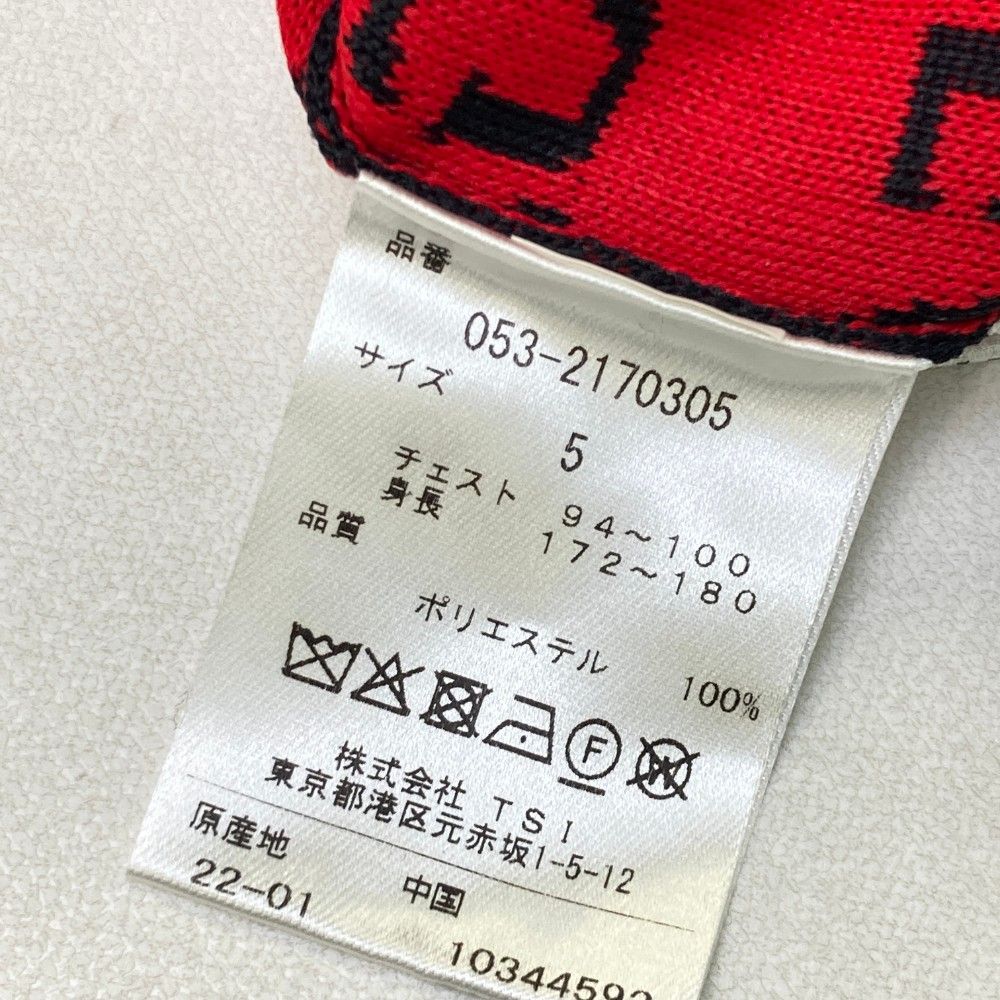 品番
053-2170305
サイズ
5
チェスト 94～100
身長 172～180
品質
ポリエステル 100%
F
W
株式会社 TSI
東京都港区元赤坂1-5-12
原産地
中国
22-01